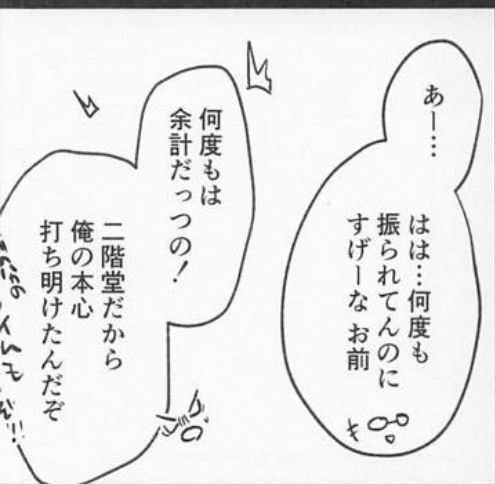 あー…
はは…何度も
振られてんのに
すげーな お前
何度もは
余計だっつの!
二階堂だから
俺の本心
打ち明けたんだぞ